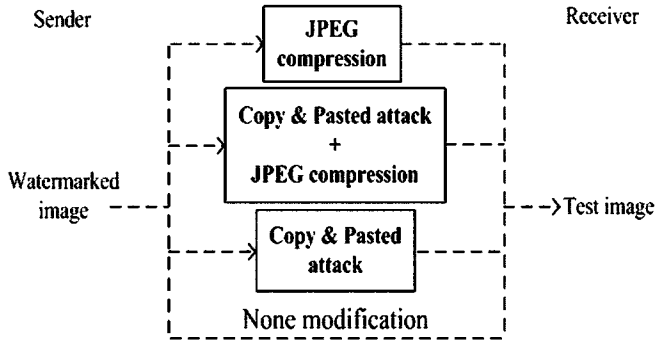 Sender
Receiver
JPEG
compression
Copy & Pasted attack
+
JPEG compression
Watermarked
image
Test image
Copy & Pasted
attack
None modification